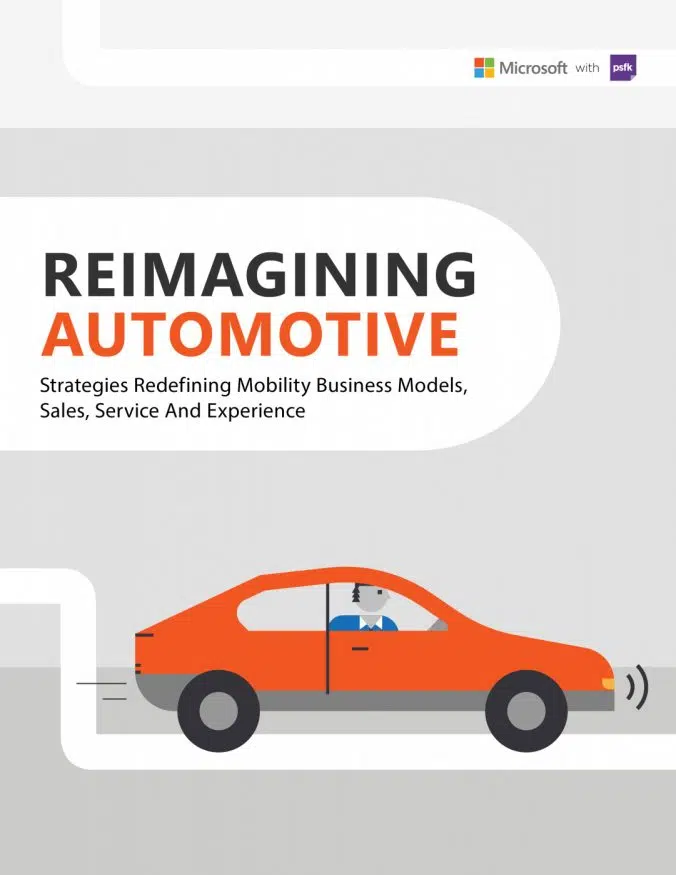 Microsoft with psfk
REIMAGINING
AUTOMOTIVE
Strategies Redefining Mobility Business Models,
Sales, Service And Experience